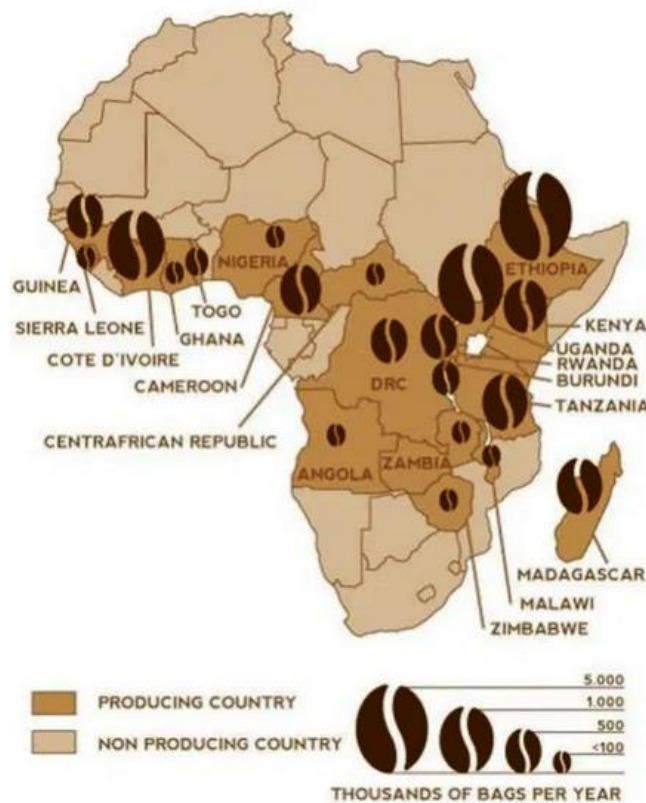 NIGERIA
ETHIOPIA
GUINEA
TOGO
SIERRA LEONE
GHANA
COTE D'IVOIRE
CAMEROON
KENYA
UGANDA
RWANDA
BURUNDI
DRC
TANZANIA
CENTRAFRICAN REPUBLIC
ANGOLA
ZAMBIA
MADAGASCAR
MALAWI
ZIMBABWE
PRODUCING COUNTRY
NON PRODUCING COUNTRY
5.000
1.000
500
<100
THOUSANDS OF BAGS PER YEAR